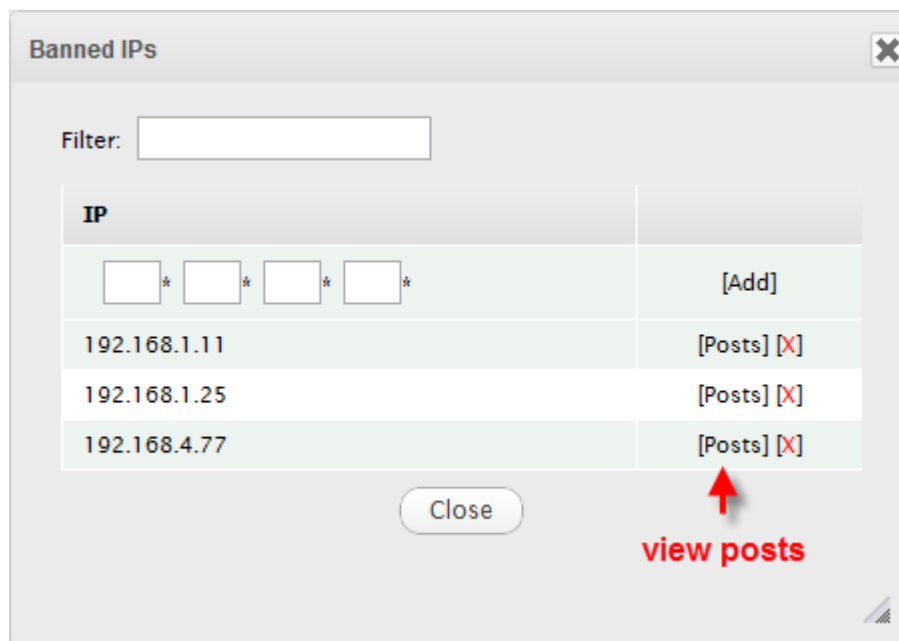 Banned IPs
Filter:
IP
* * * * [Add]
192.168.1.11 [Posts] [X]
192.168.1.25 [Posts] [X]
192.168.4.77 [Posts] [X]
Close
view posts